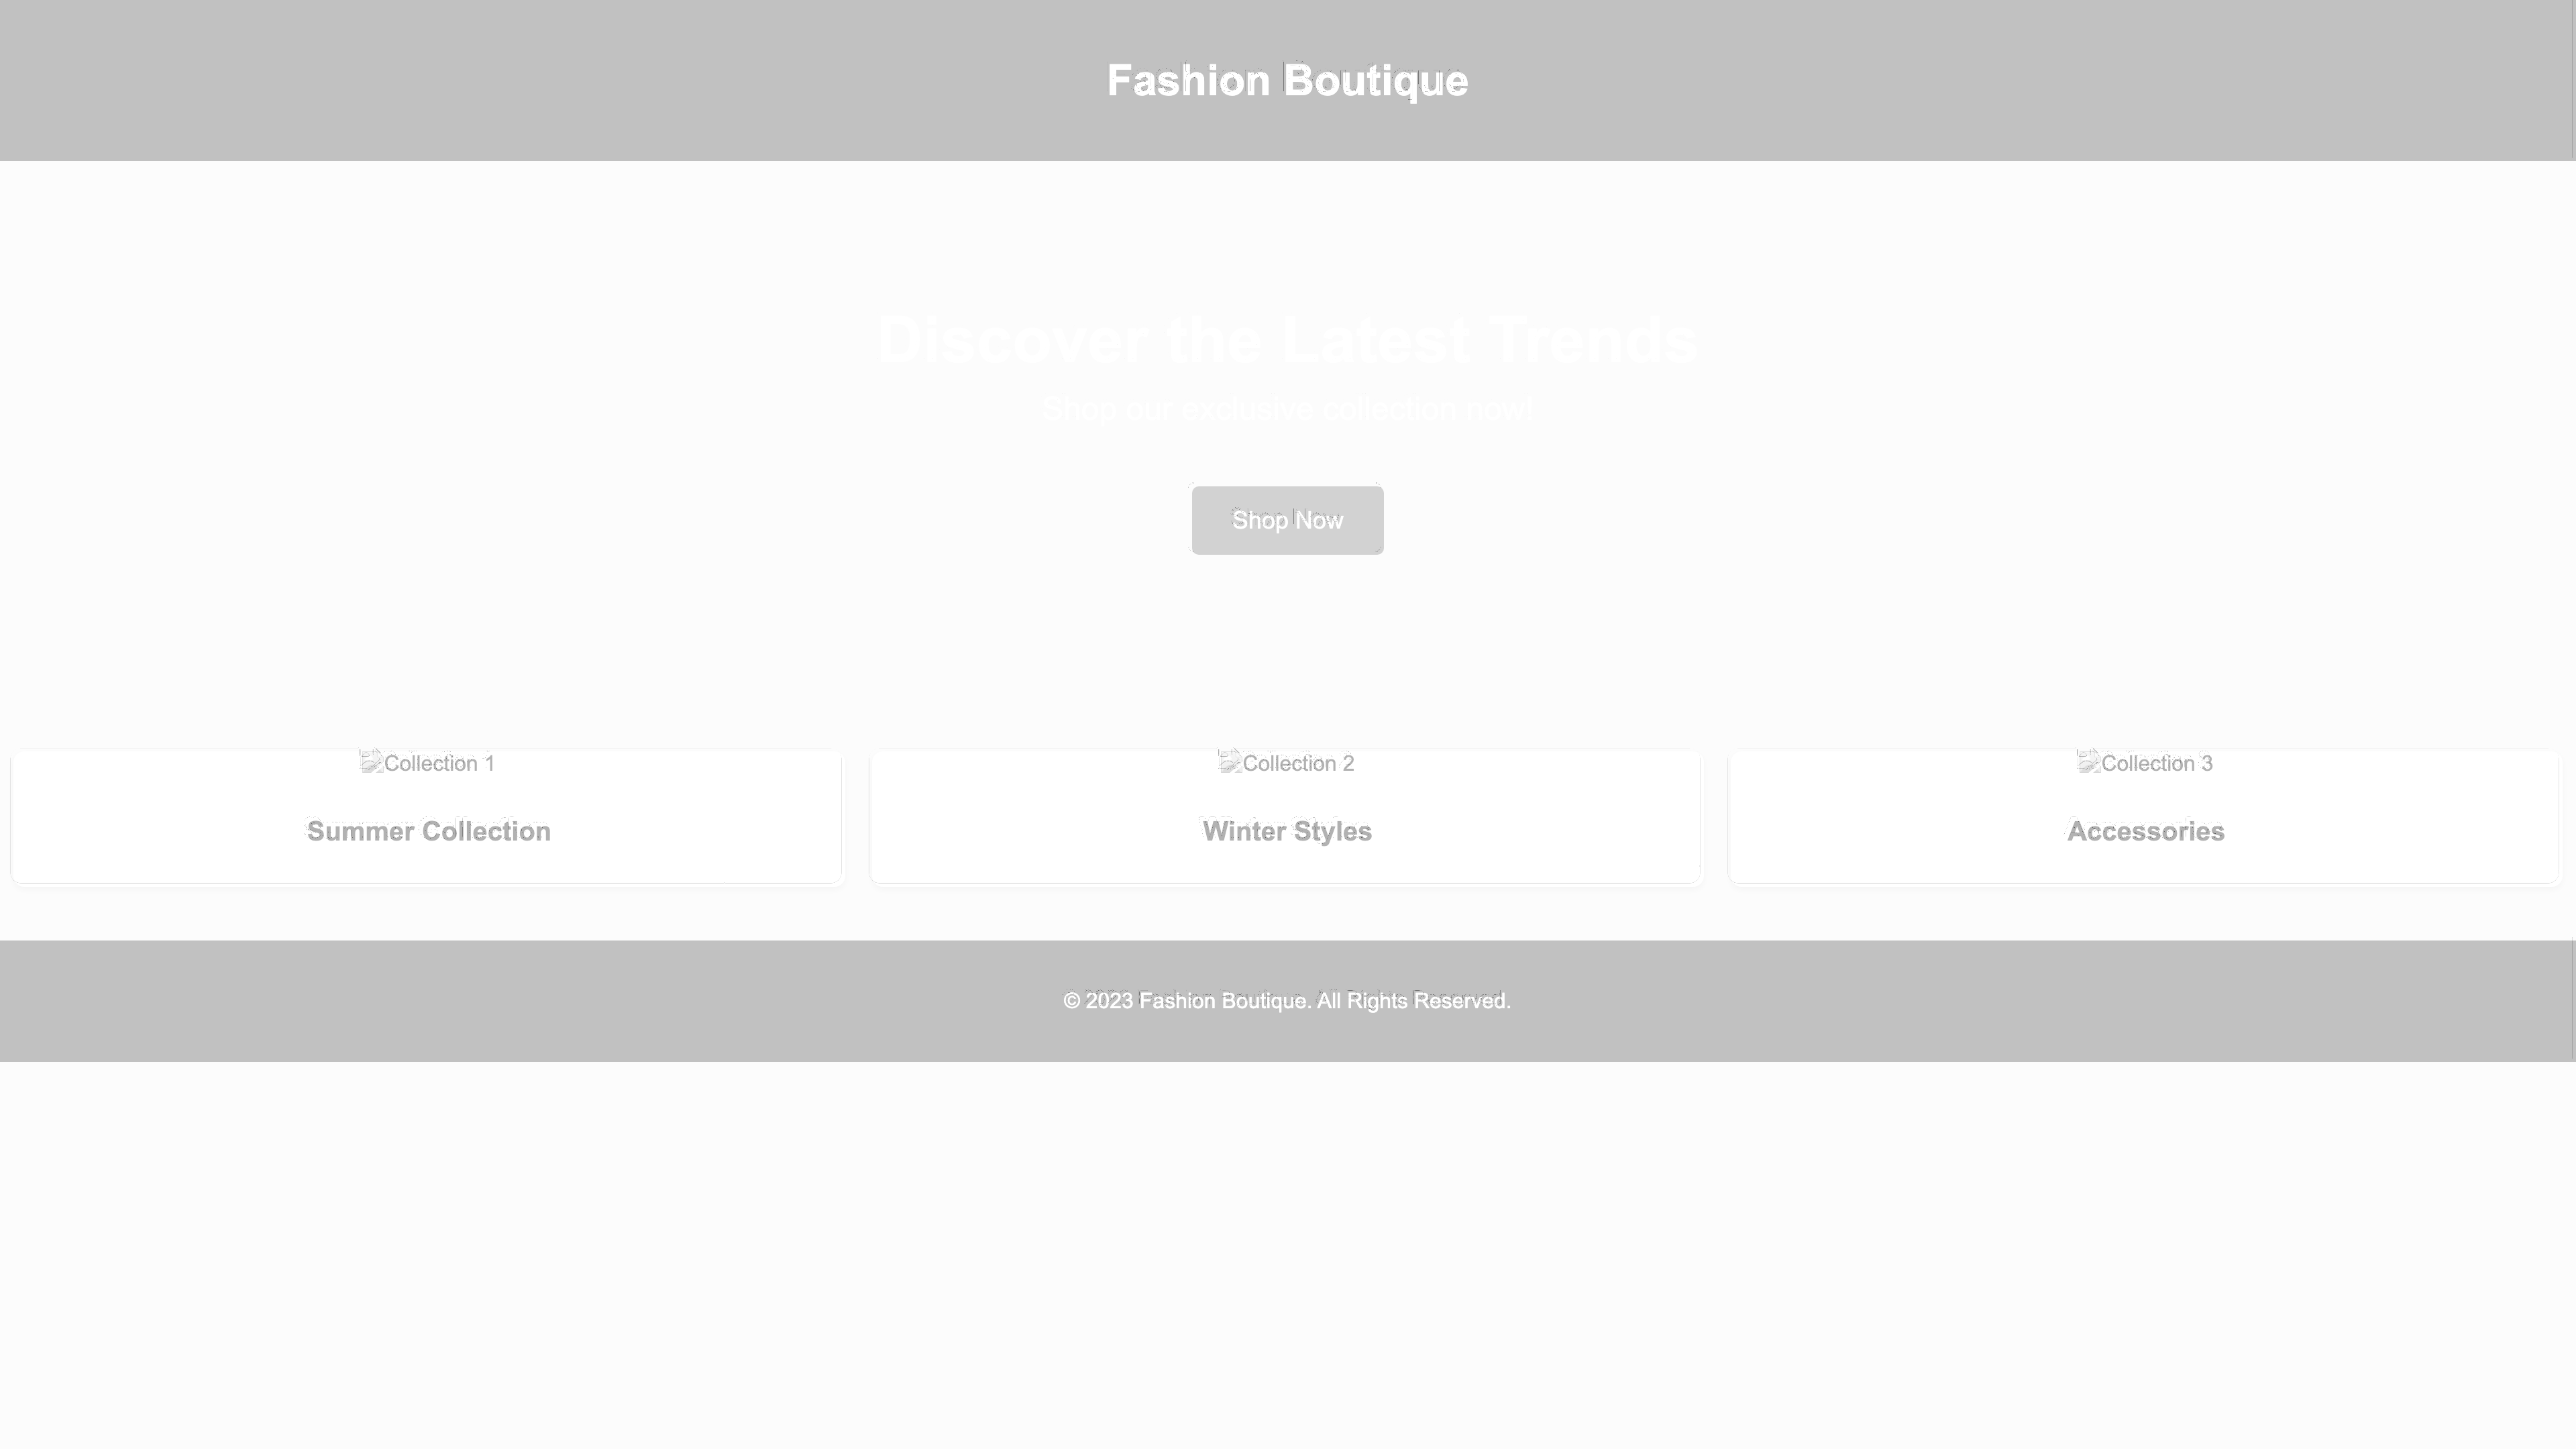 Fashion Boutique
Discover the Latest Trends
Shop our exclusive collection now!
Shop Now
Collection 1
Collection 2
Collection 3
Summer Collection
Winter Styles
Accessories
© 2023 Fashion Boutique. All Rights Reserved.